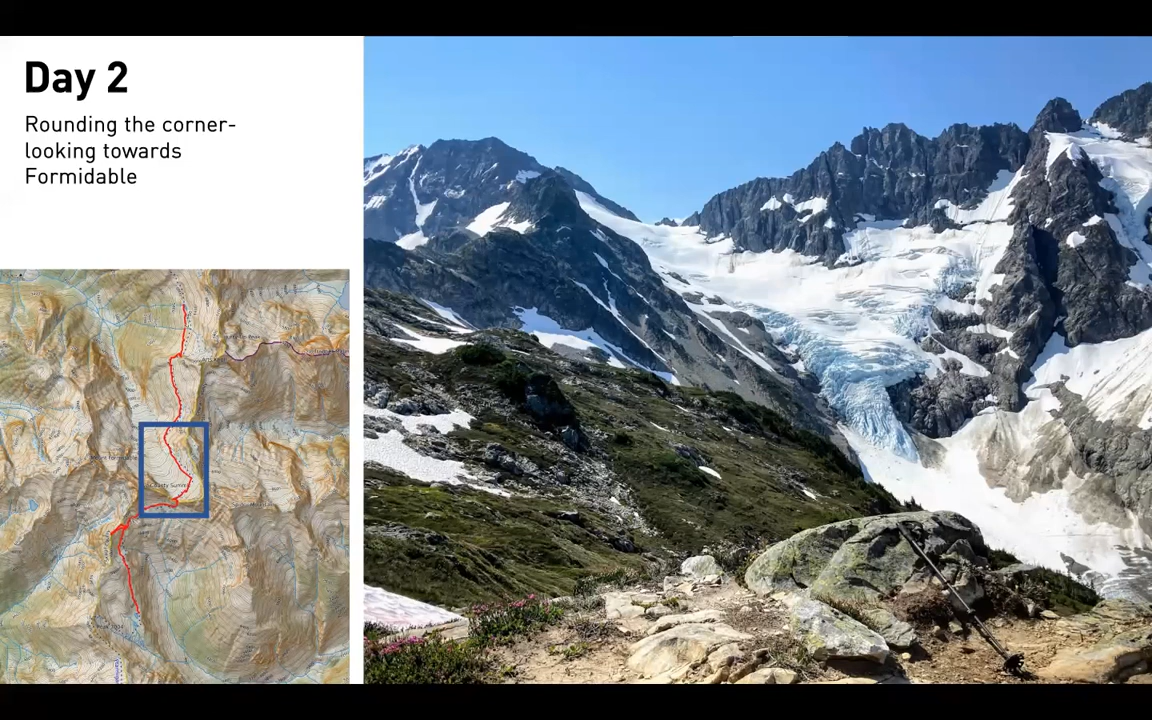 Day 2
Rounding the corner-
looking towards
Formidable